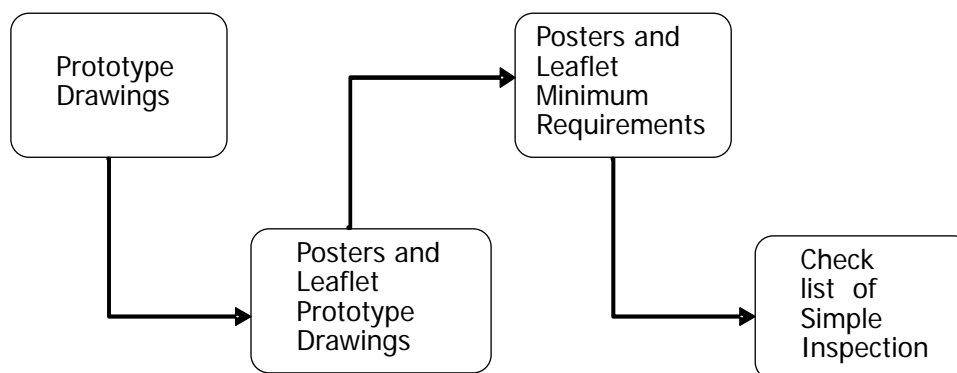 Prototype
Drawings
Posters and
Leaflet
Prototype
Drawings
Posters and
Leaflet
Minimum
Requirements
Check
list of
Simple
Inspection